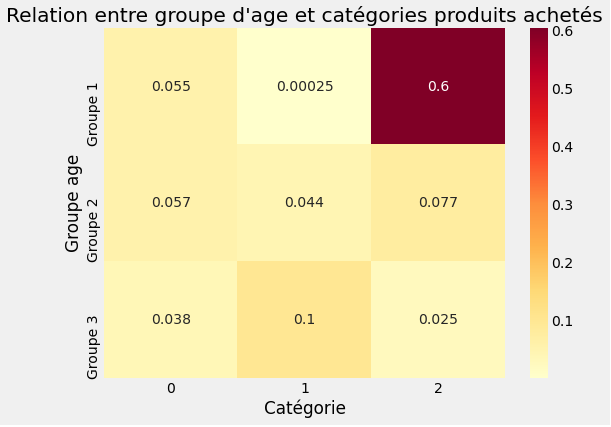 Relation entre groupe d'age et catégories produits achetés
Groupe age
Groupe 1
0.055 0.00025 0.6
Groupe 2
0.057 0.044 0.077
Groupe 3
0.038 0.1 0.025
0 1 2
Catégorie
0.6
0.5
0.4
0.3
0.2
0.1